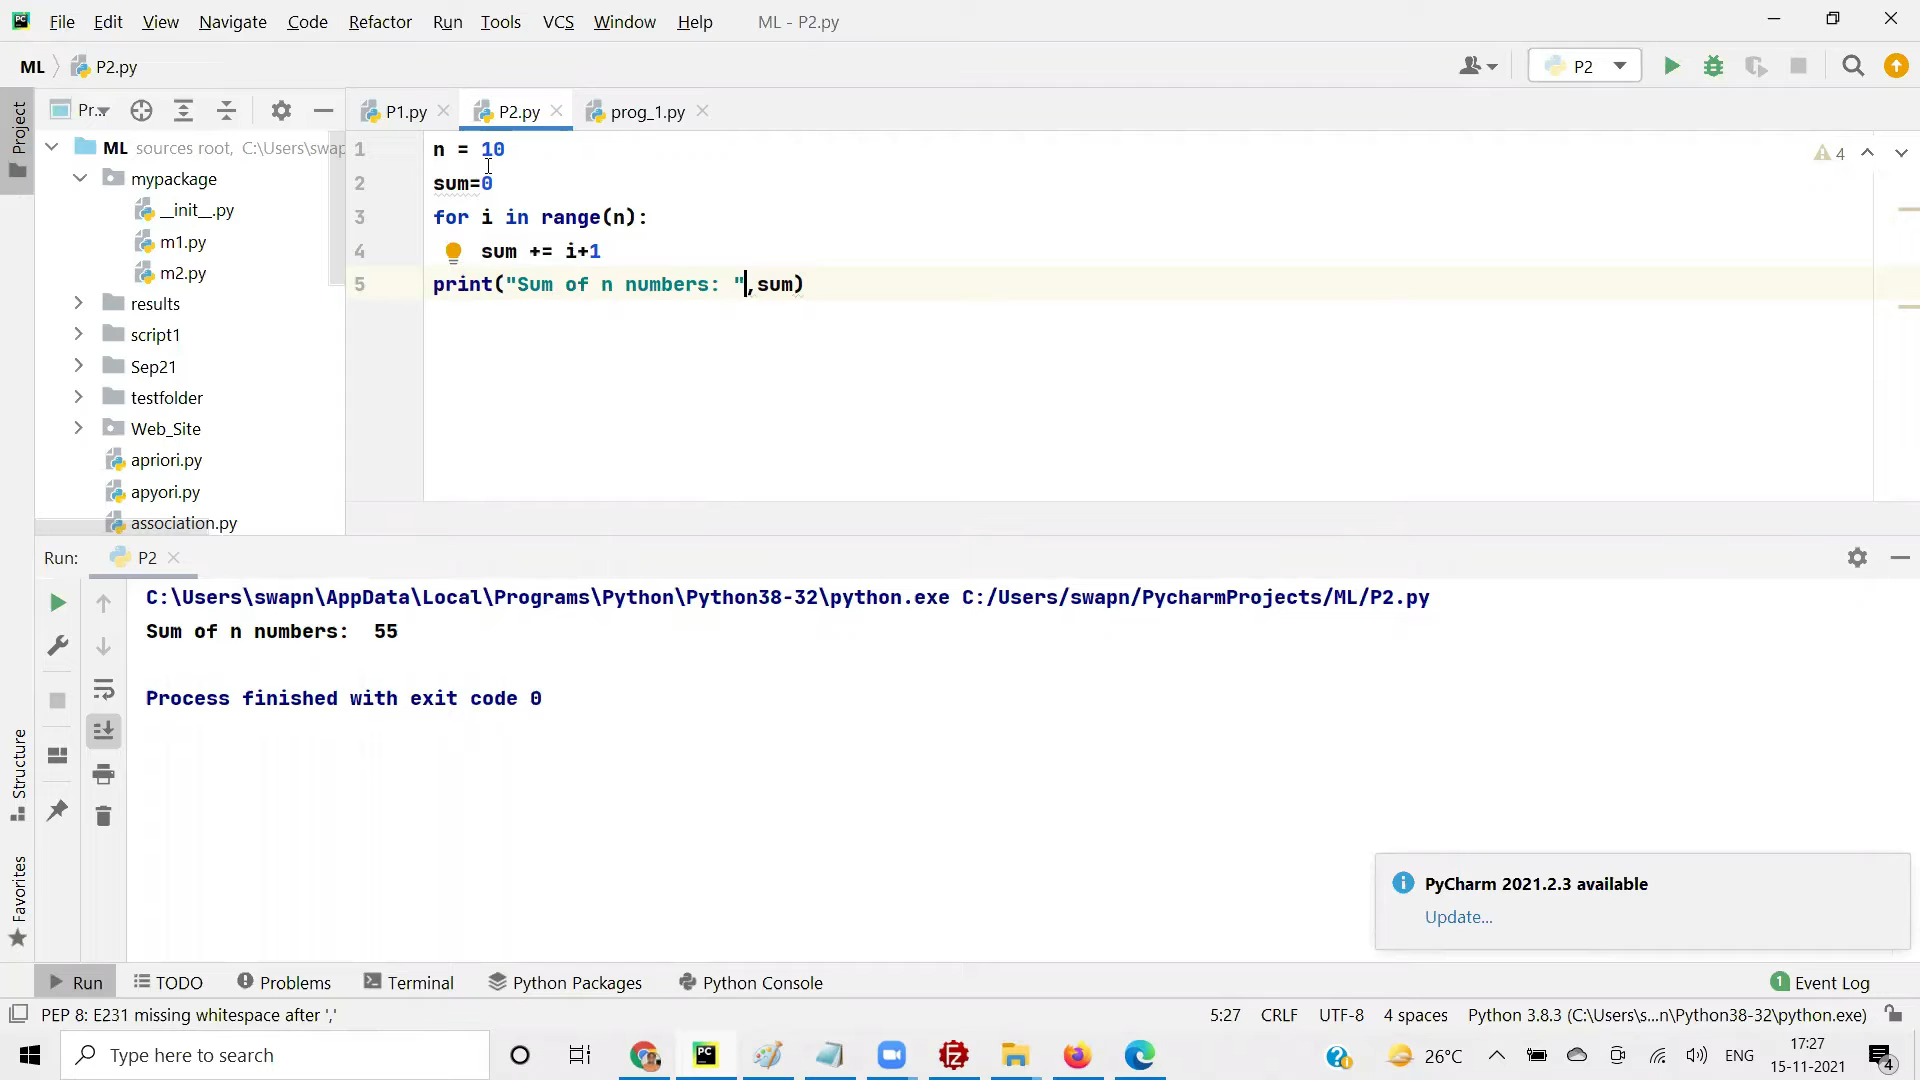 PC File Edit View Navigate Code Refactor Run Tools VCS Window Help ML - P2.py
ML P2.py
P2
Project
Pr...
P1.py P2.py prog_1.py
ML sources root, C:\Users\swap
mypackage
__init__.py
m1.py
m2.py
results
script1
Sep21
testfolder
Web_Site
apriori.py
apyori.py
association.py
1 n = 10
2 sum=0
3 for i in range(n):
4 sum += i+1
5 print("Sum of n numbers: ",sum)
4
Run: P2
C:\Users\swapn\AppData\Local\Programs\Python\Python38-32\python.exe C:/Users/swapn/PycharmProjects/ML/P2.py
Sum of n numbers:  55
Process finished with exit code 0
Structure
Favorites
PyCharm 2021.2.3 available
Update...
Run TODO Problems Terminal Python Packages Python Console 1 Event Log
PEP 8: E231 missing whitespace after ',' 5:27 CRLF UTF-8 4 spaces Python 3.8.3 (C:\Users\s...n\Python38-32\python.exe)
Type here to search PC 26°C ENG 17:27
15-11-2021
4